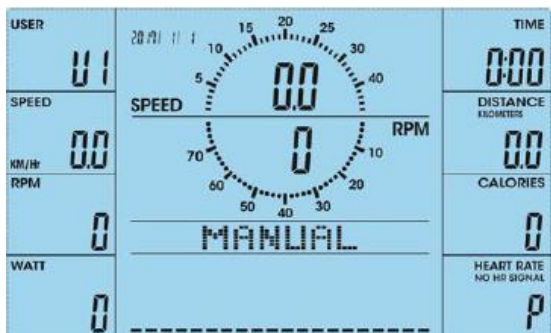 USER
U1
SPEED
KM/Hr 0.0
RPM
0
WATT
0
15 20 25
10 30
5 40
SPEED 0.0
0 RPM
70 10
60 20
50 40 30
MANUAL
TIME
0:00
DISTANCE
KILOMETERS
0.0
CALORIES
0
HEART RATE
NO HR SIGNAL
P